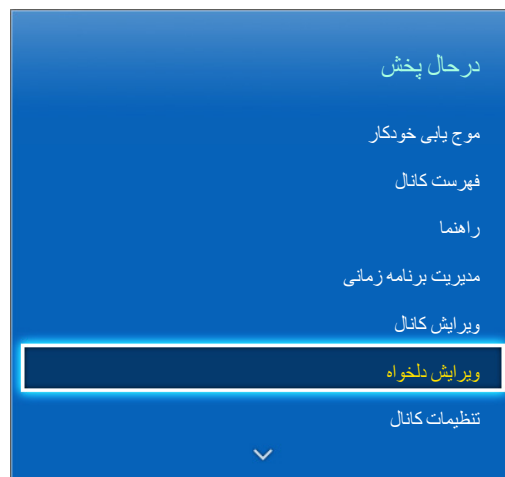 درحال پخش
موج یابی خودکار
فهرست کانال
راهنما
مدیریت برنامه زمانی
ویرایش کانال
ویرایش دلخواه
تنظیمات کانال